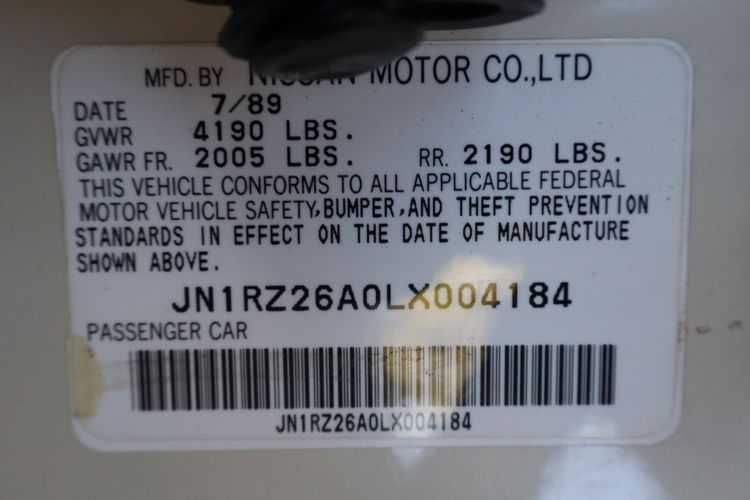 MFD. BY NISSAN MOTOR CO.,LTD
DATE 7/89
GVWR 4190 LBS.
GAWR FR. 2005 LBS. RR. 2190 LBS.
THIS VEHICLE CONFORMS TO ALL APPLICABLE FEDERAL
MOTOR VEHICLE SAFETY,BUMPER,AND THEFT PREVENTION
STANDARDS IN EFFECT ON THE DATE OF MANUFACTURE
SHOWN ABOVE.
JN1RZ26A0LX004184
PASSENGER CAR
JN1RZ26A0LX004184